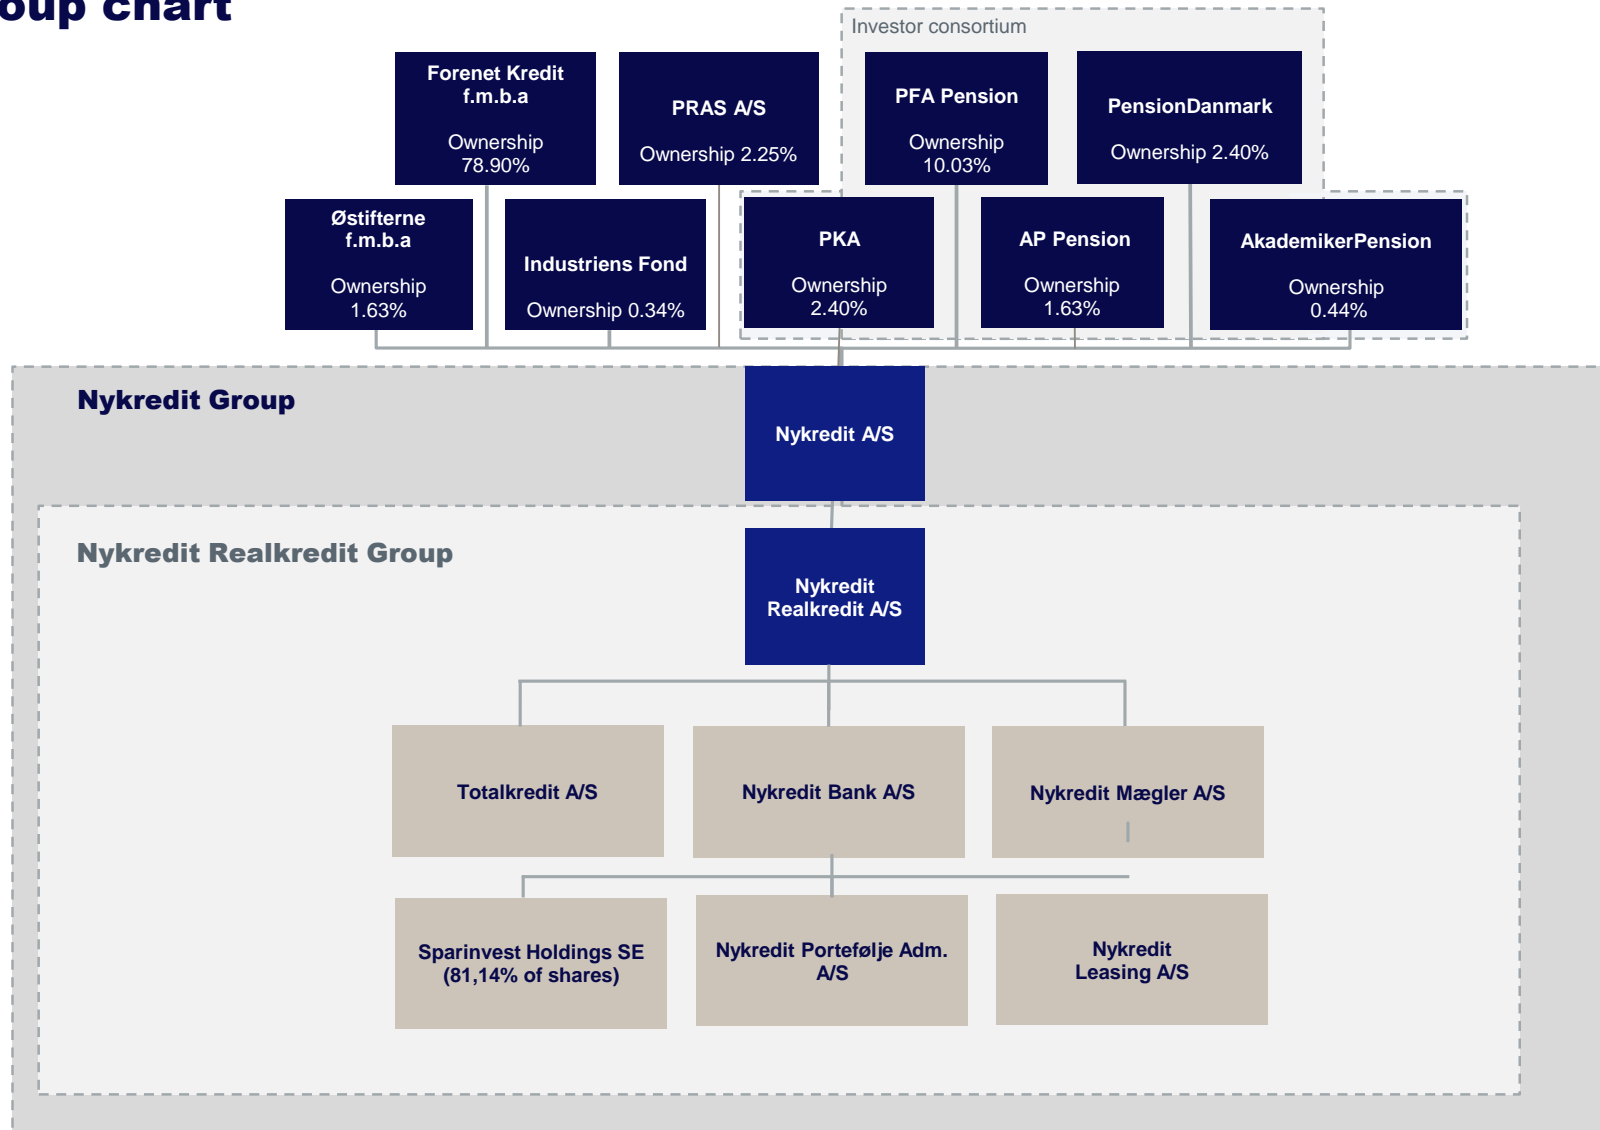 oup chart
Investor consortium
Forenet Kredit
f.m.b.a
Ownership
78.90%
PRAS A/S
Ownership 2.25%
PFA Pension
Ownership
10.03%
PensionDanmark
Ownership 2.40%
Østifterne
f.m.b.a
Ownership
1.63%
Industriens Fond
Ownership 0.34%
PKA
Ownership
2.40%
AP Pension
Ownership
1.63%
AkademikerPension
Ownership
0.44%
Nykredit Group
Nykredit A/S
Nykredit Realkredit Group
Nykredit
Realkredit A/S
Totalkredit A/S
Nykredit Bank A/S
Nykredit Mægler A/S
Sparinvest Holdings SE
(81,14% of shares)
Nykredit Portefølje Adm.
A/S
Nykredit
Leasing A/S